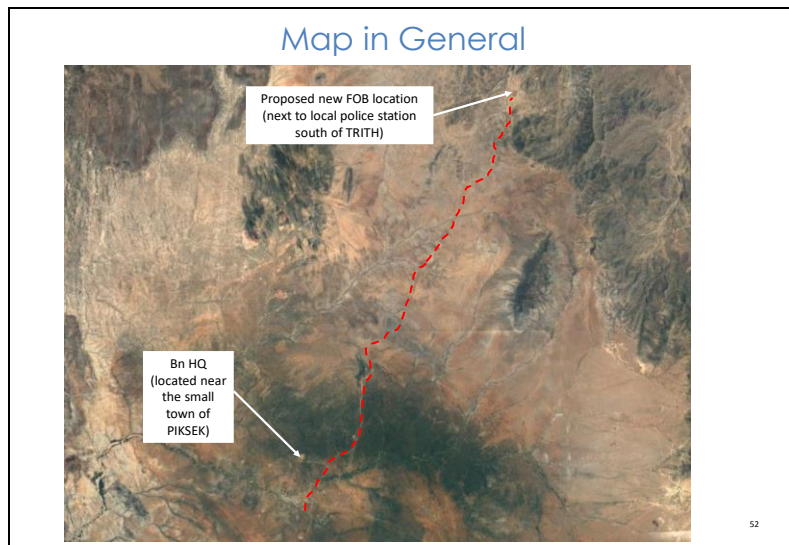 Map in General
Proposed new FOB location
(next to local police station
south of TRITH)
Bn HQ
(located near
the small
town of
PIKSEK)
52